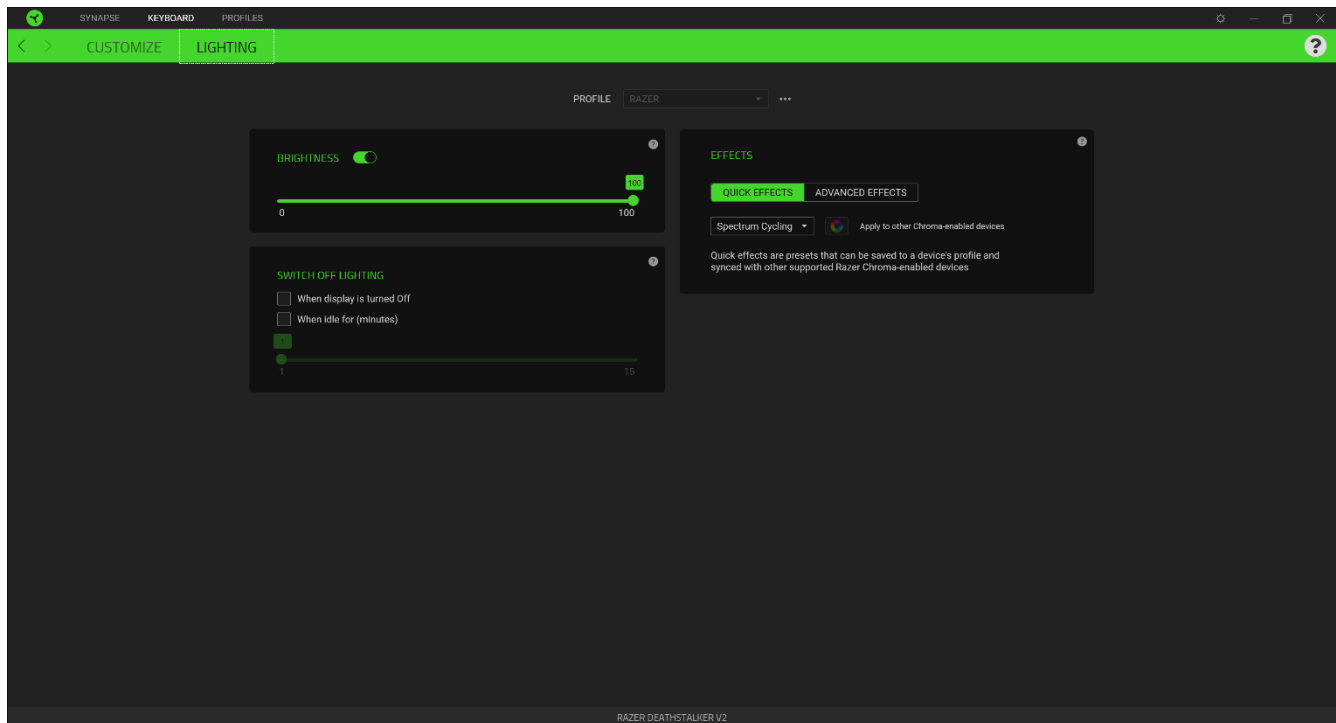 SYNAPSE KEYBOARD PROFILES
CUSTOMIZE LIGHTING
?
PROFILE RAZER
BRIGHTNESS
?
100
0 100
SWITCH OFF LIGHTING
?
When display is turned Off
When idle for (minutes)
1
1 15
EFFECTS
?
QUICK EFFECTS ADVANCED EFFECTS
Spectrum Cycling Apply to other Chroma-enabled devices
Quick effects are presets that can be saved to a device's profile and
synced with other supported Razer Chroma-enabled devices
RAZER DEATHSTALKER V2